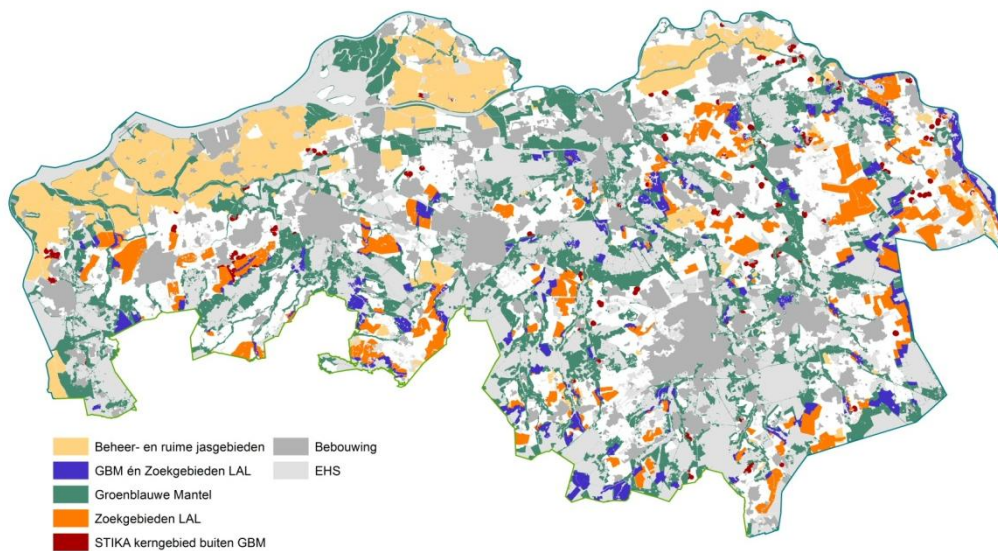 Beheer- en ruime jasgebieden
GBM én Zoekgebieden LAL
Groenblauwe Mantel
Zoekgebieden LAL
STIKA kerngebied buiten GBM
Bebouwing
EHS